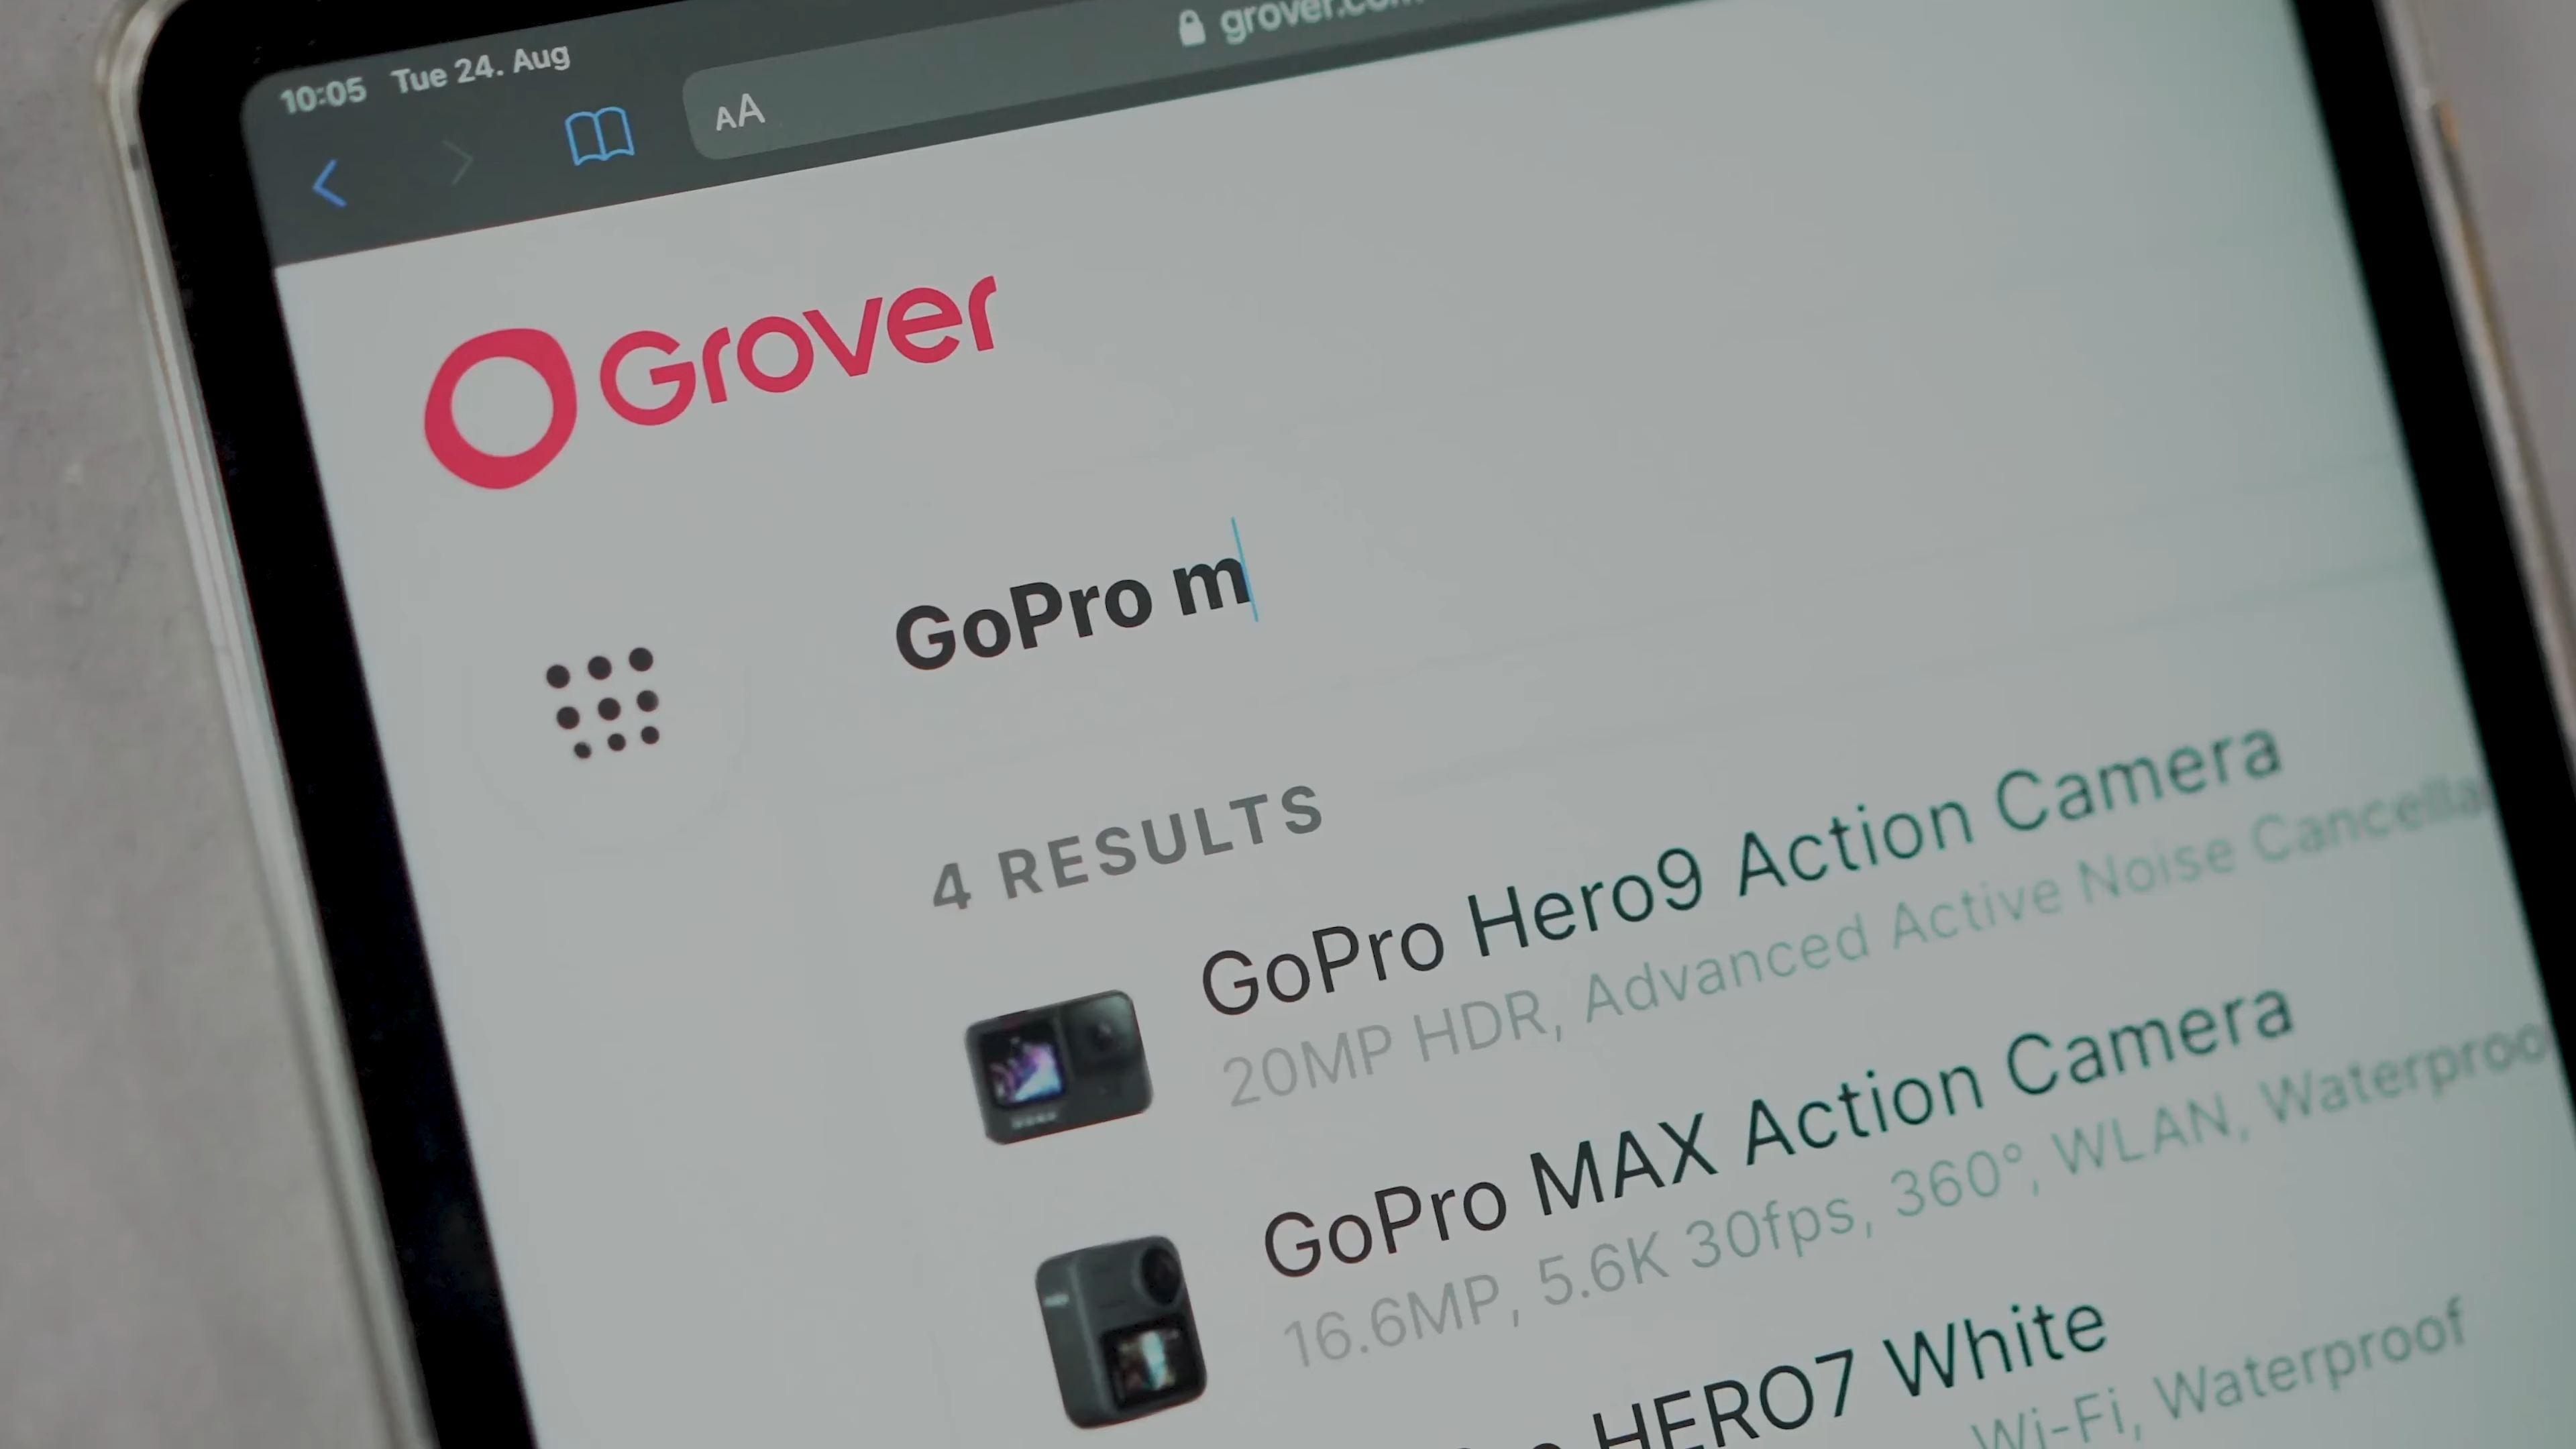 10:05 Tue 24. Aug
AA
grover.com
Grover
GoPro m
4 RESULTS
GoPro Hero9 Action Camera
20MP HDR, Advanced Active Noise Cancella
GoPro MAX Action Camera
16.6MP, 5.6K 30fps, 360°, WLAN, Waterproo
HERO7 White
Wi-Fi, Waterproof